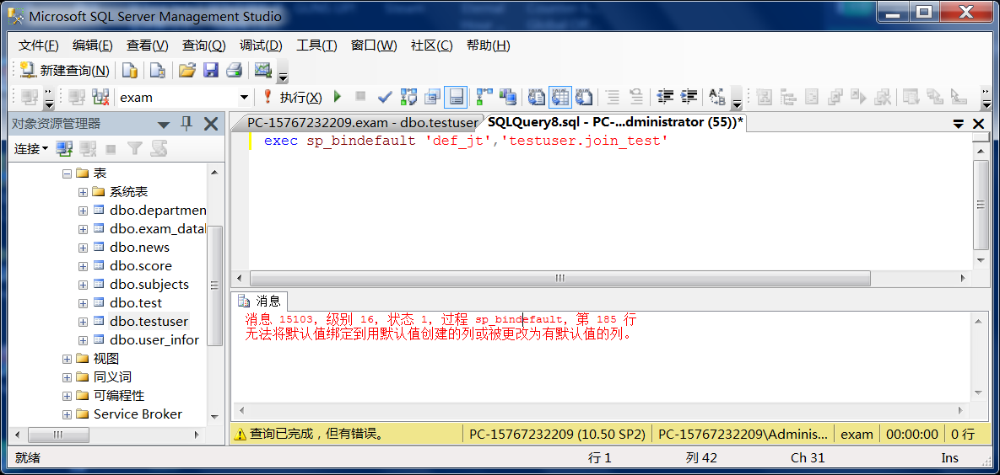 Microsoft SQL Server Management Studio
文件(F) 编辑(E) 查看(V) 查询(Q) 调试(D) 工具(T) 窗口(W) 社区(C) 帮助(H)
新建查询(N)
exam 执行(X)
对象资源管理器
连接
表
系统表
dbo.departmen
dbo.exam_datal
dbo.news
dbo.score
dbo.subjects
dbo.test
dbo.testuser
dbo.user_infor
视图
同义词
可编程性
Service Broker
PC-15767232209.exam - dbo.testuser SQLQuery8.sql - PC-...dministrator (55))*
exec sp_bindefault 'def_jt','testuser.join_test'
消息
消息 15103，级别 16，状态 1，过程 sp_bindefault，第 185 行
无法将默认值绑定到用默认值创建的列或被更改为有默认值的列。
查询已完成，但有错误。 PC-15767232209 (10.50 SP2) PC-15767232209\Adminis... exam 00:00:00 0 行
就绪 行 1 列 42 Ch 31 Ins